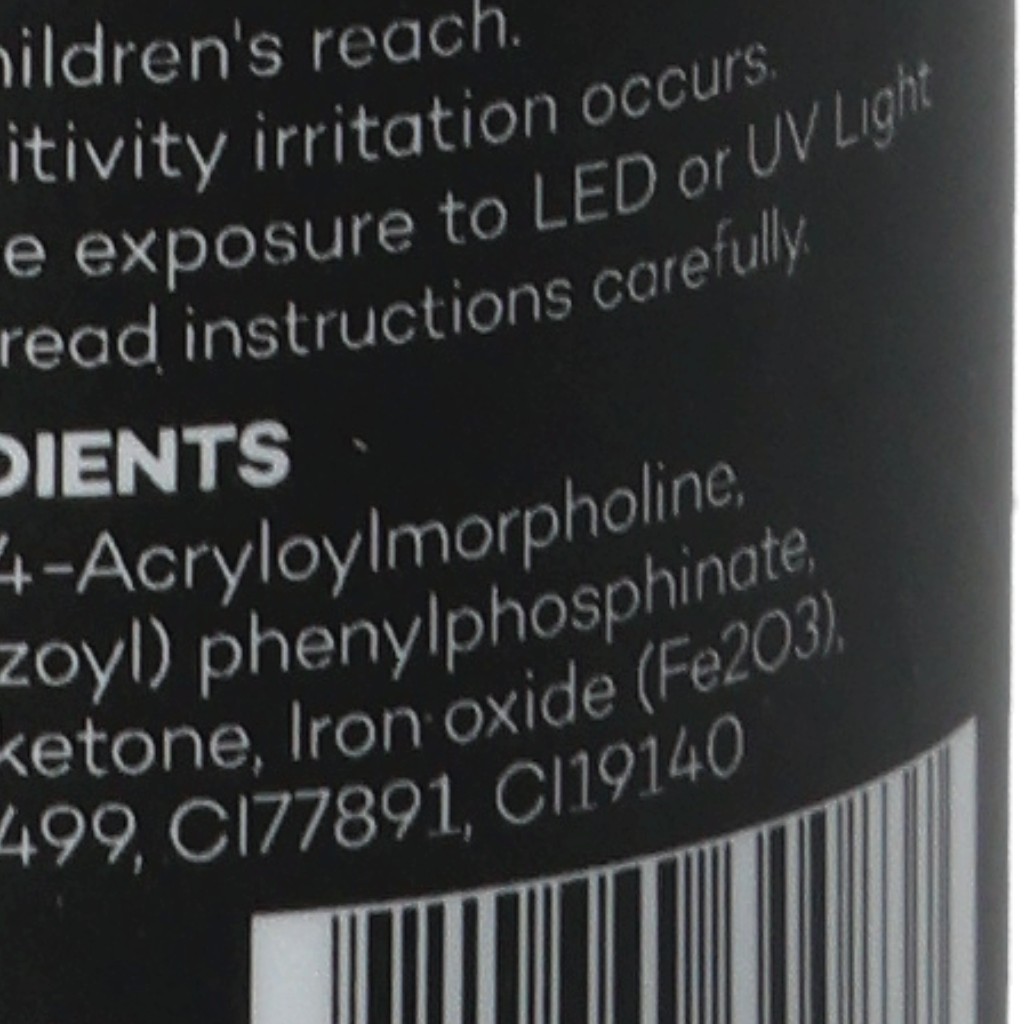 hildren's reach.
itivity irritation occurs.
e exposure to LED or UV Light
read instructions carefully.
DIENTS
4-Acryloylmorpholine,
zoyl) phenylphosphinate,
ketone, Iron oxide (Fe2O3),
499, CI77891, CI19140